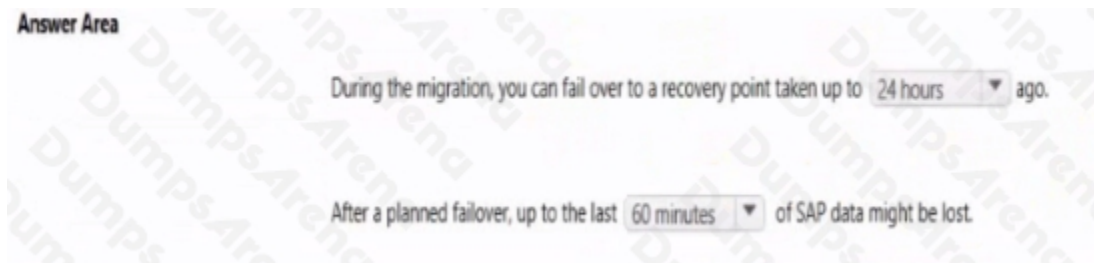 Answer Area
During the migration, you can fail over to a recovery point taken up to 24 hours ago.
After a planned failover, up to the last 60 minutes of SAP data might be lost.
DumpsArena